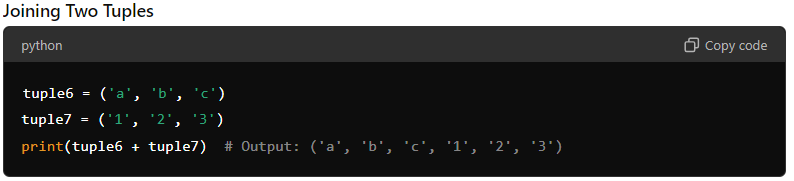 Joining Two Tuples
python
Copy code
tuple6 = ('a', 'b', 'c')
tuple7 = ('1', '2', '3')
print(tuple6 + tuple7)  # Output: ('a', 'b', 'c', '1', '2', '3')